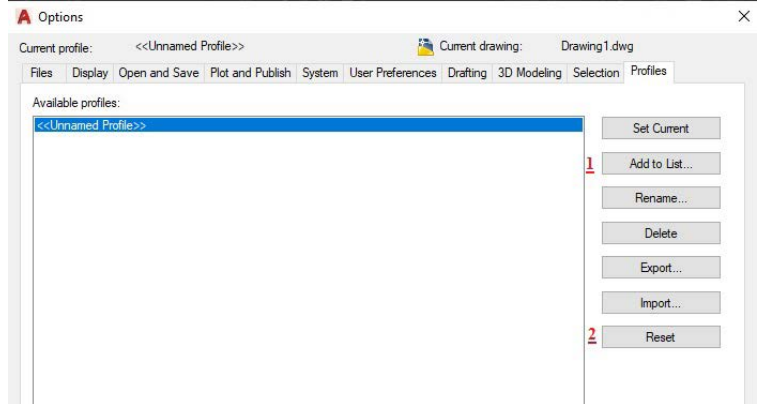 A Options
Current profile: <<Unnamed Profile>> Current drawing: Drawing1.dwg
Files Display Open and Save Plot and Publish System User Preferences Drafting 3D Modeling Selection Profiles
Available profiles:
<<Unnamed Profile>>
Set Current
1 Add to List...
Rename...
Delete
Export...
Import...
2 Reset